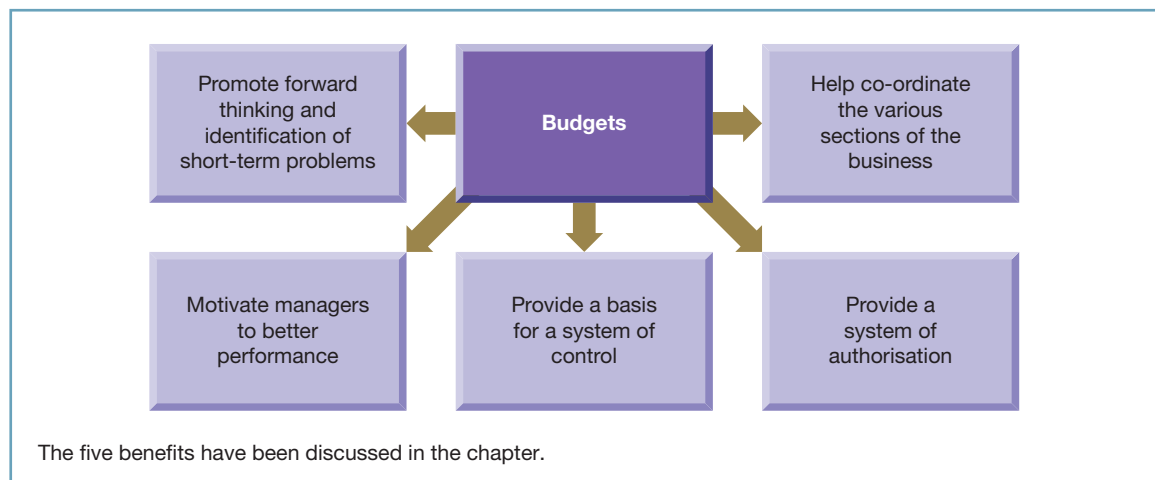 Promote forward
thinking and
identification of
short-term problems
Budgets
Help co-ordinate
the various
sections of the
business
Motivate managers
to better
performance
Provide a basis
for a system of
control
Provide a
system of
authorisation
The five benefits have been discussed in the chapter.